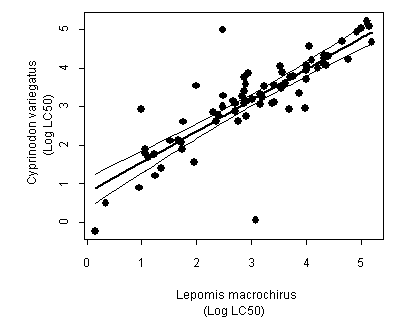 Cyprinodon variegatus
(Log LC50)
5
4
3
2
1
0
0 1 2 3 4 5
Lepomis macrochirus
(Log LC50)